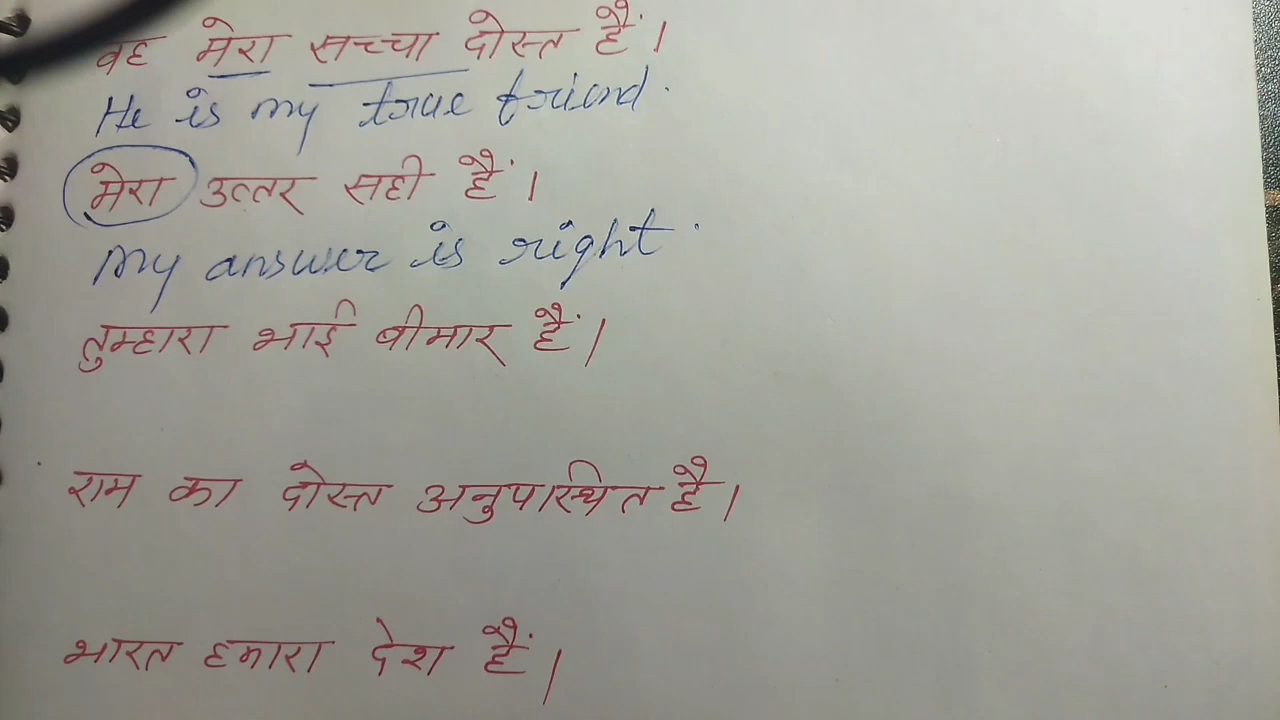 वह मेरा सच्चा दोस्त हैं।
He is my true friend.
मेरा उत्तर सही हैं।
My answer is right.
तुम्हारा भाई बीमार हैं।
राम का दोस्त अनुपस्थित है।
भारत हमारा देश हैं।